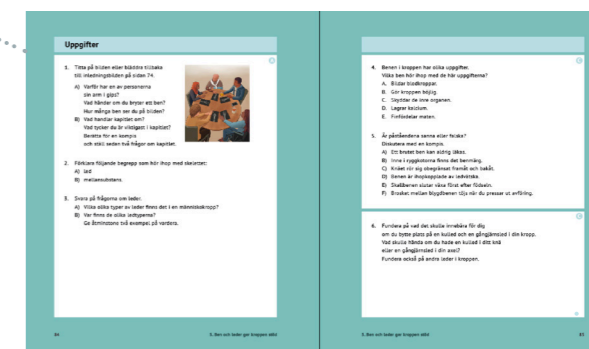 Uppgifter
1. Titta på bilden eller bläddra tillbaka
till inledningsbilden på sidan 74.
A) Varför har en av personerna
sin arm i gips?
Vad händer om du bryter ett ben?
Hur många ben ser du på bilden?
B) Vad handlar kapitlet om?
Vad tycker du är viktigast i kapitlet?
Berätta för en kompis
och ställ sedan två frågor om kapitlet.
2. Förklara följande begrepp som hör ihop med skelettet:
A) led
B) mellansubstans.
3. Svara på frågorna om leder.
A) Vilka olika typer av leder finns det i en människokropp?
B) Var finns de olika ledtyperna?
Ge åtminstone två exempel på vardera.
5. Ben och leder gör kroppen stöd
4. Benen i kroppen har olika uppgifter.
Vilka ben hör ihop med de här uppgifterna?
A. Bildar blodkroppar.
B. Gör kroppen böjlig.
C. Skyddar de inre organen.
D. Lagrar kalcium.
E. Finfördelar maten.
5. Är påståendena sanna eller falska?
Diskutera med en kompis.
A) Ett brutet ben kan aldrig läkas.
B) Inne i ryggkotorna finns det benmärg.
C) Knäet rör sig obegränsat framåt och bakåt.
D) Benen är ihopkopplade av ledvätska.
E) Skallbenen slutar växa först efter födseln.
F) Brosket mellan blygdbenen töjs när du pressar ut avföring.
6. Fundera på vad det skulle innebära för dig
om du bytte plats på en kulled och en gångjärnsled i din kropp.
Vad skulle hända om du hade en kulled i ditt knä
eller en gångjärnsled i din axel?
Fundera också på andra leder i kroppen.
5. Ben och leder gör kroppen stöd